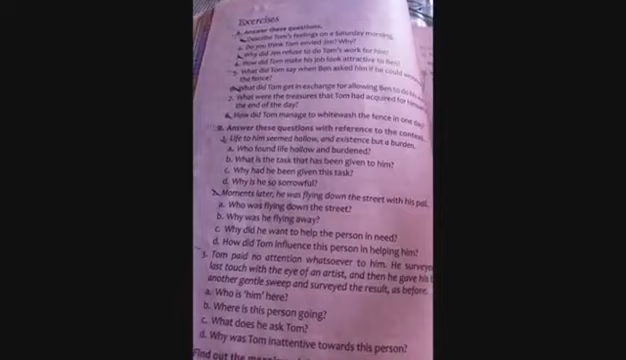 Exercises
A. Answer these questions.
1. Describe Tom's feelings on a Saturday morning.
2. Do you think Tom envied Jim? Why?
3. Why did Jim refuse to do Tom's work for him?
4. How did Tom make his job look attractive to Ben?
5. What did Tom say when Ben asked him if he could
the fence?
6. What did Tom get in exchange for allowing Ben to do his
7. What were the treasures that Tom had acquired for
the end of the day?
8. How did Tom manage to whitewash the fence in one day?
B. Answer these questions with reference to the context.
1. Life to him seemed hollow, and existence but a burden.
a. Who found life hollow and burdened?
b. What is the task that has been given to him?
c. Why had he been given this task?
d. Why is he so sorrowful?
2. Moments later, he was flying down the street with his pail.
a. Who was flying down the street?
b. Why was he flying away?
c. Why did he want to help the person in need?
d. How did Tom influence this person in helping him?
3. Tom paid no attention whatsoever to him. He surveye
last touch with the eye of an artist, and then he gave his
another gentle sweep and surveyed the result, as before.
a. Who is 'him' here?
b. Where is this person going?
c. What does he ask Tom?
d. Why was Tom inattentive towards this person?
Find out the